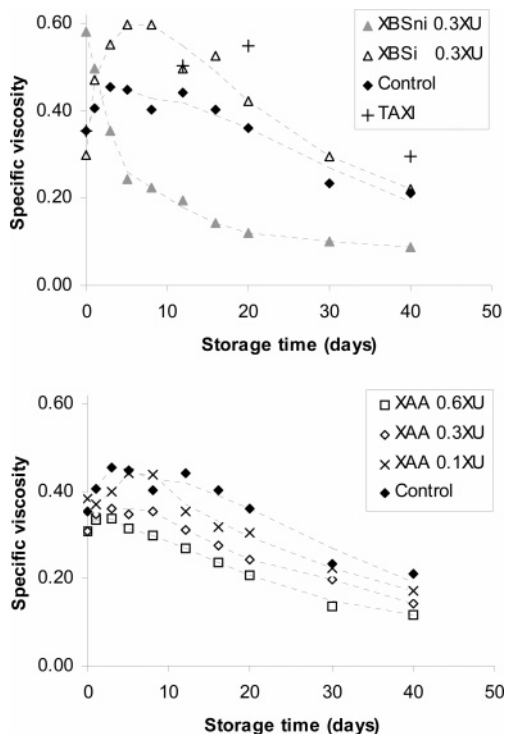 0.60
0.40
0.20
0.00
Specific viscosity
XBSni 0.3XU
XBSi 0.3XU
Control
TAXI
0 10 20 30 40 50
Storage time (days)
0.60
0.40
0.20
0.00
Specific viscosity
XAA 0.6XU
XAA 0.3XU
XAA 0.1XU
Control
0 10 20 30 40 50
Storage time (days)